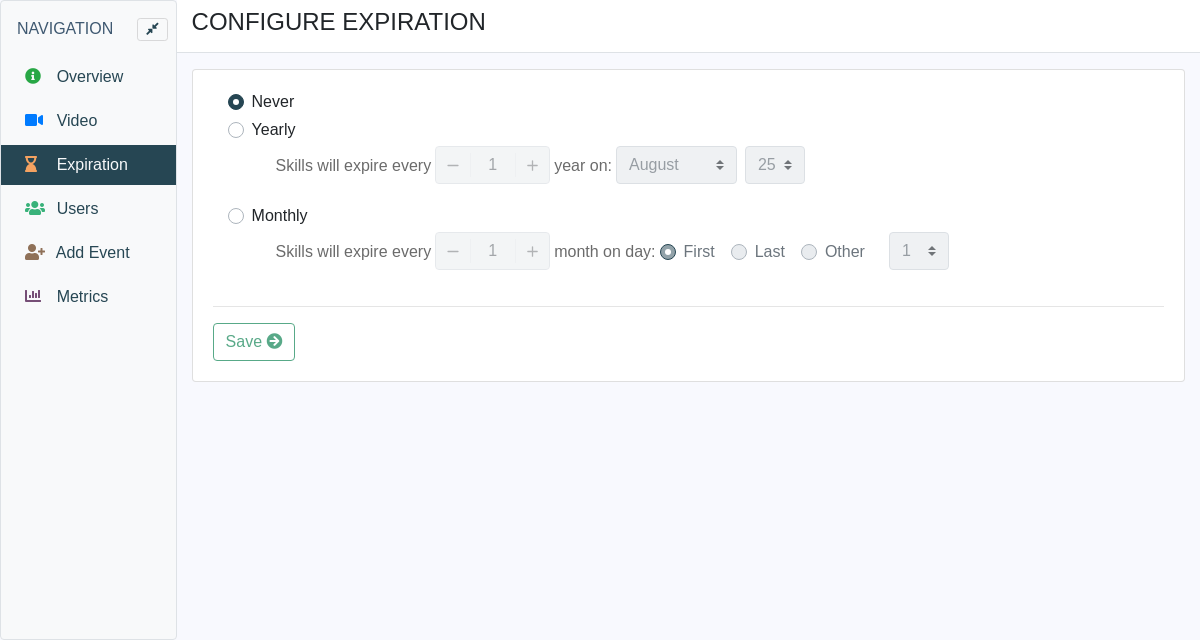 NAVIGATION
CONFIGURE EXPIRATION
Overview
Video
Expiration
Users
Add Event
Metrics
Never
Yearly
Skills will expire every 1 year on: August 25
Monthly
Skills will expire every 1 month on day: First Last Other 1
Save